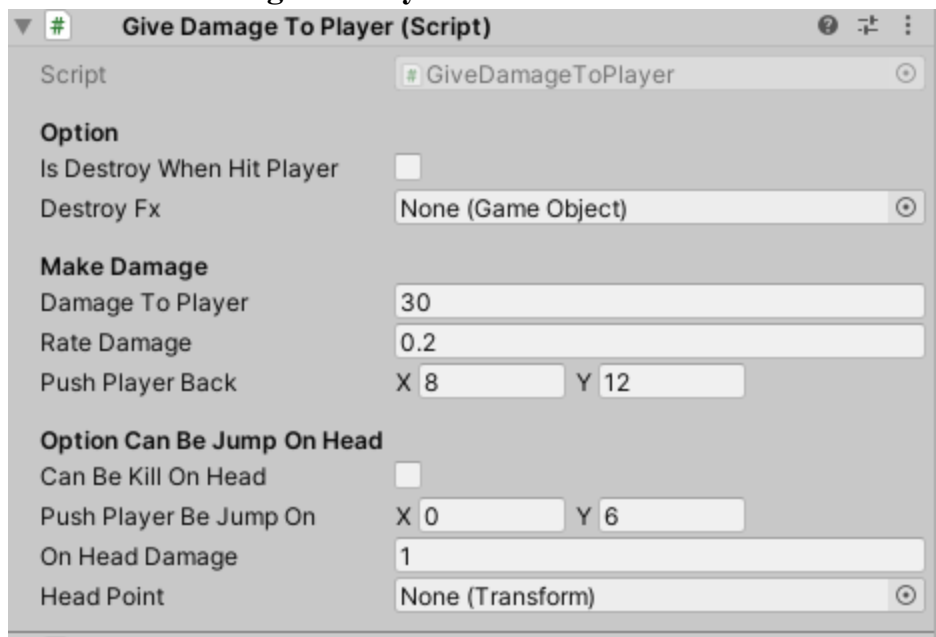 Give Damage To Player (Script)
Script # GiveDamageToPlayer
Option
Is Destroy When Hit Player
Destroy Fx None (Game Object)
Make Damage
Damage To Player 30
Rate Damage 0.2
Push Player Back X 8 Y 12
Option Can Be Jump On Head
Can Be Kill On Head
Push Player Be Jump On X 0 Y 6
On Head Damage 1
Head Point None (Transform)